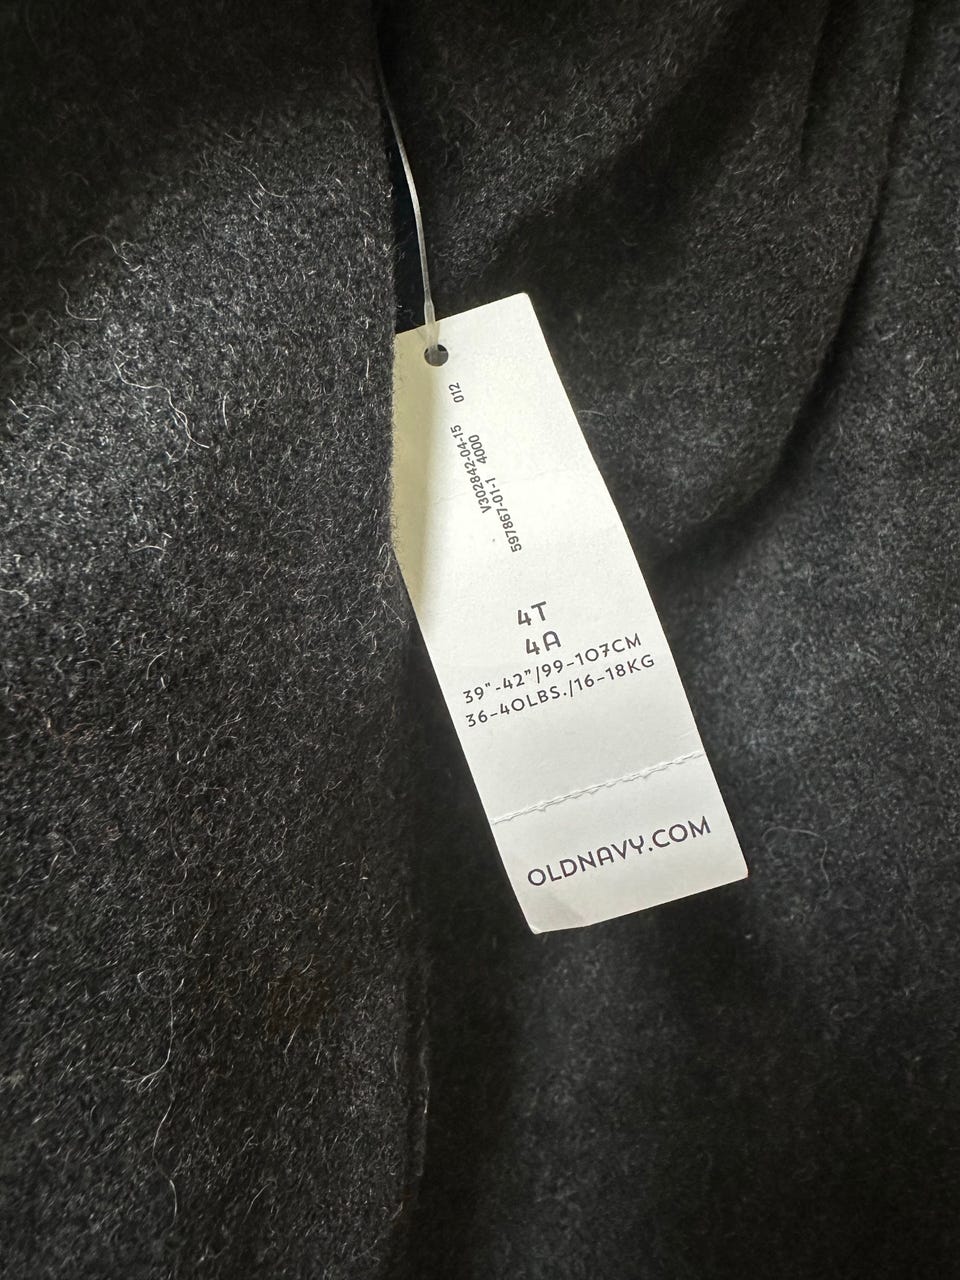 V302842-04-15 012
597867-01-1 4000
4T
4A
39"-42"/99-107CM
36-40LBS./16-18KG
OLDNAVY.COM